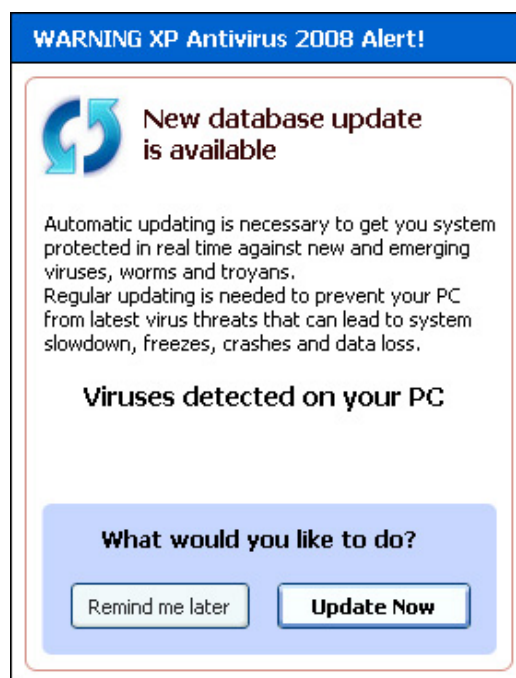 WARNING XP Antivirus 2008 Alert!
New database update
is available
Automatic updating is necessary to get you system
protected in real time against new and emerging
viruses, worms and troyans.
Regular updating is needed to prevent your PC
from latest virus threats that can lead to system
slowdown, freezes, crashes and data loss.
Viruses detected on your PC
What would you like to do?
Remind me later
Update Now